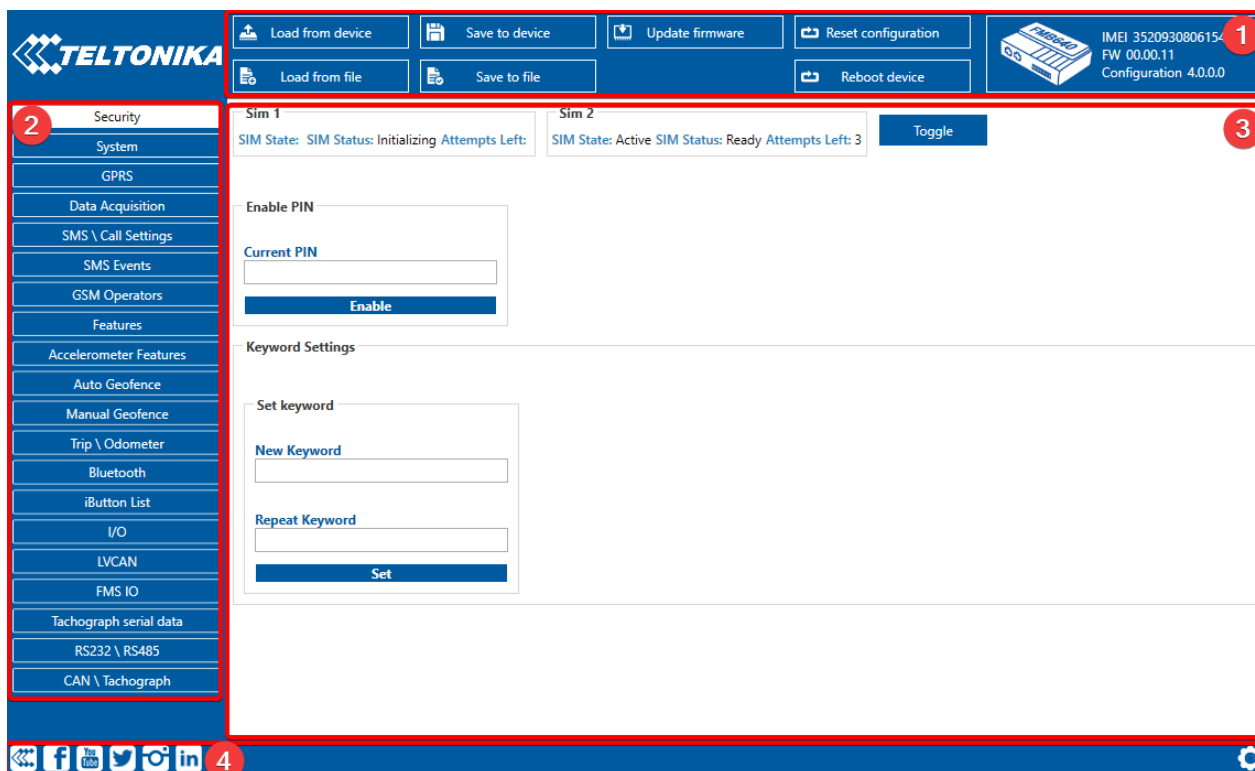 TELTONIKA
Load from device
Save to device
Update firmware
Reset configuration
Load from file
Save to file
Reboot device
FMB640
IMEI 3520930806154
FW 00.00.11
Configuration 4.0.0.0
1
2
Security
System
GPRS
Data Acquisition
SMS \ Call Settings
SMS Events
GSM Operators
Features
Accelerometer Features
Auto Geofence
Manual Geofence
Trip \ Odometer
Bluetooth
iButton List
I/O
LVCAN
FMS IO
Tachograph serial data
RS232 \ RS485
CAN \ Tachograph
Sim 1
SIM State: SIM Status: Initializing Attempts Left:
Sim 2
SIM State: Active SIM Status: Ready Attempts Left: 3
Toggle
3
Enable PIN
Current PIN
Enable
Keyword Settings
Set keyword
New Keyword
Repeat Keyword
Set
f You Tube in
4